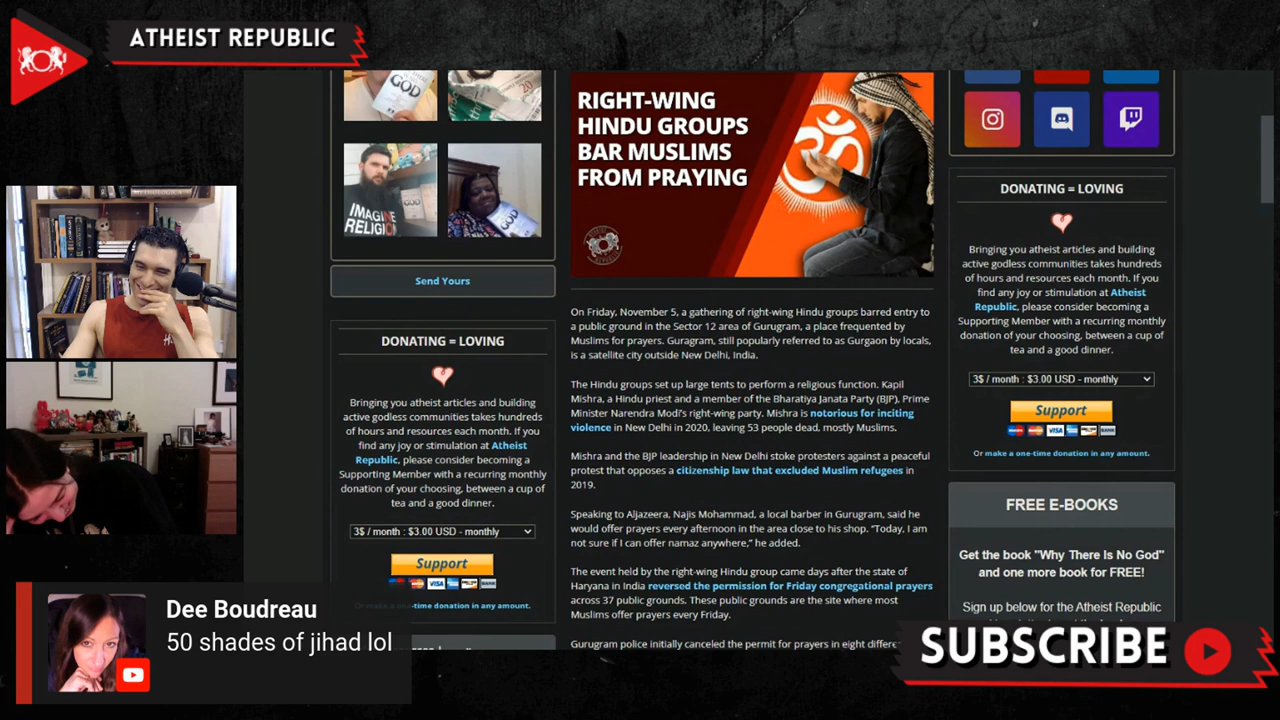 ATHEIST REPUBLIC
Send Yours
DONATING = LOVING
Bringing you atheist articles and building
active godless communities takes hundreds
of hours and resources each month. If you
find any joy or stimulation at Atheist
Republic, please consider becoming a
Supporting Member with a recurring monthly
donation of your choosing, between a cup of
tea and a good dinner.
3$ / month : $3.00 USD - monthly
Support
VISA
BANK
Or make a one-time donation in any amount.
IMAGINE
RELIGION
GOD
RIGHT-WING
HINDU GROUPS
BAR MUSLIMS
FROM PRAYING
On Friday, November 5, a gathering of right-wing Hindu groups barred entry to
a public ground in the Sector 12 area of Gurugram, a place frequented by
Muslims for prayers. Guragram, still popularly referred to as Gurgaon by locals,
is a satellite city outside New Delhi, India.
The Hindu groups set up large tents to perform a religious function. Kapil
Mishra, a Hindu priest and a member of the Bharatiya Janata Party (BJP), Prime
Minister Narendra Modi's right-wing party. Mishra is notorious for inciting
violence in New Delhi in 2020, leaving 53 people dead, mostly Muslims.
Mishra and the BJP leadership in New Delhi stoke protesters against a peaceful
protest that opposes a citizenship law that excluded Muslim refugees in
2019.
Speaking to Aljazeera, Najis Mohammad, a local barber in Gurugram, said he
would offer prayers every afternoon in the area close to his shop. "Today, I am
not sure if I can offer namaz anywhere," he added.
The event held by the right-wing Hindu group came days after the state of
Haryana in India reversed the permission for Friday congregational prayers
across 37 public grounds. These public grounds are the site where most
Muslims offer prayers every Friday.
Gurugram police initially canceled the permit for prayers in eight differe
DONATING = LOVING
Bringing you atheist articles and building
active godless communities takes hundreds
of hours and resources each month. If you
find any joy or stimulation at Atheist
Republic, please consider becoming a
Supporting Member with a recurring monthly
donation of your choosing, between a cup of
tea and a good dinner.
3$ / month : $3.00 USD - monthly
Support
VISA
BANK
Or make a one-time donation in any amount.
FREE E-BOOKS
Get the book "Why There Is No God"
and one more book for FREE!
Sign up below for the Atheist Republic
Dee Boudreau
50 shades of jihad lol
SUBSCRIBE